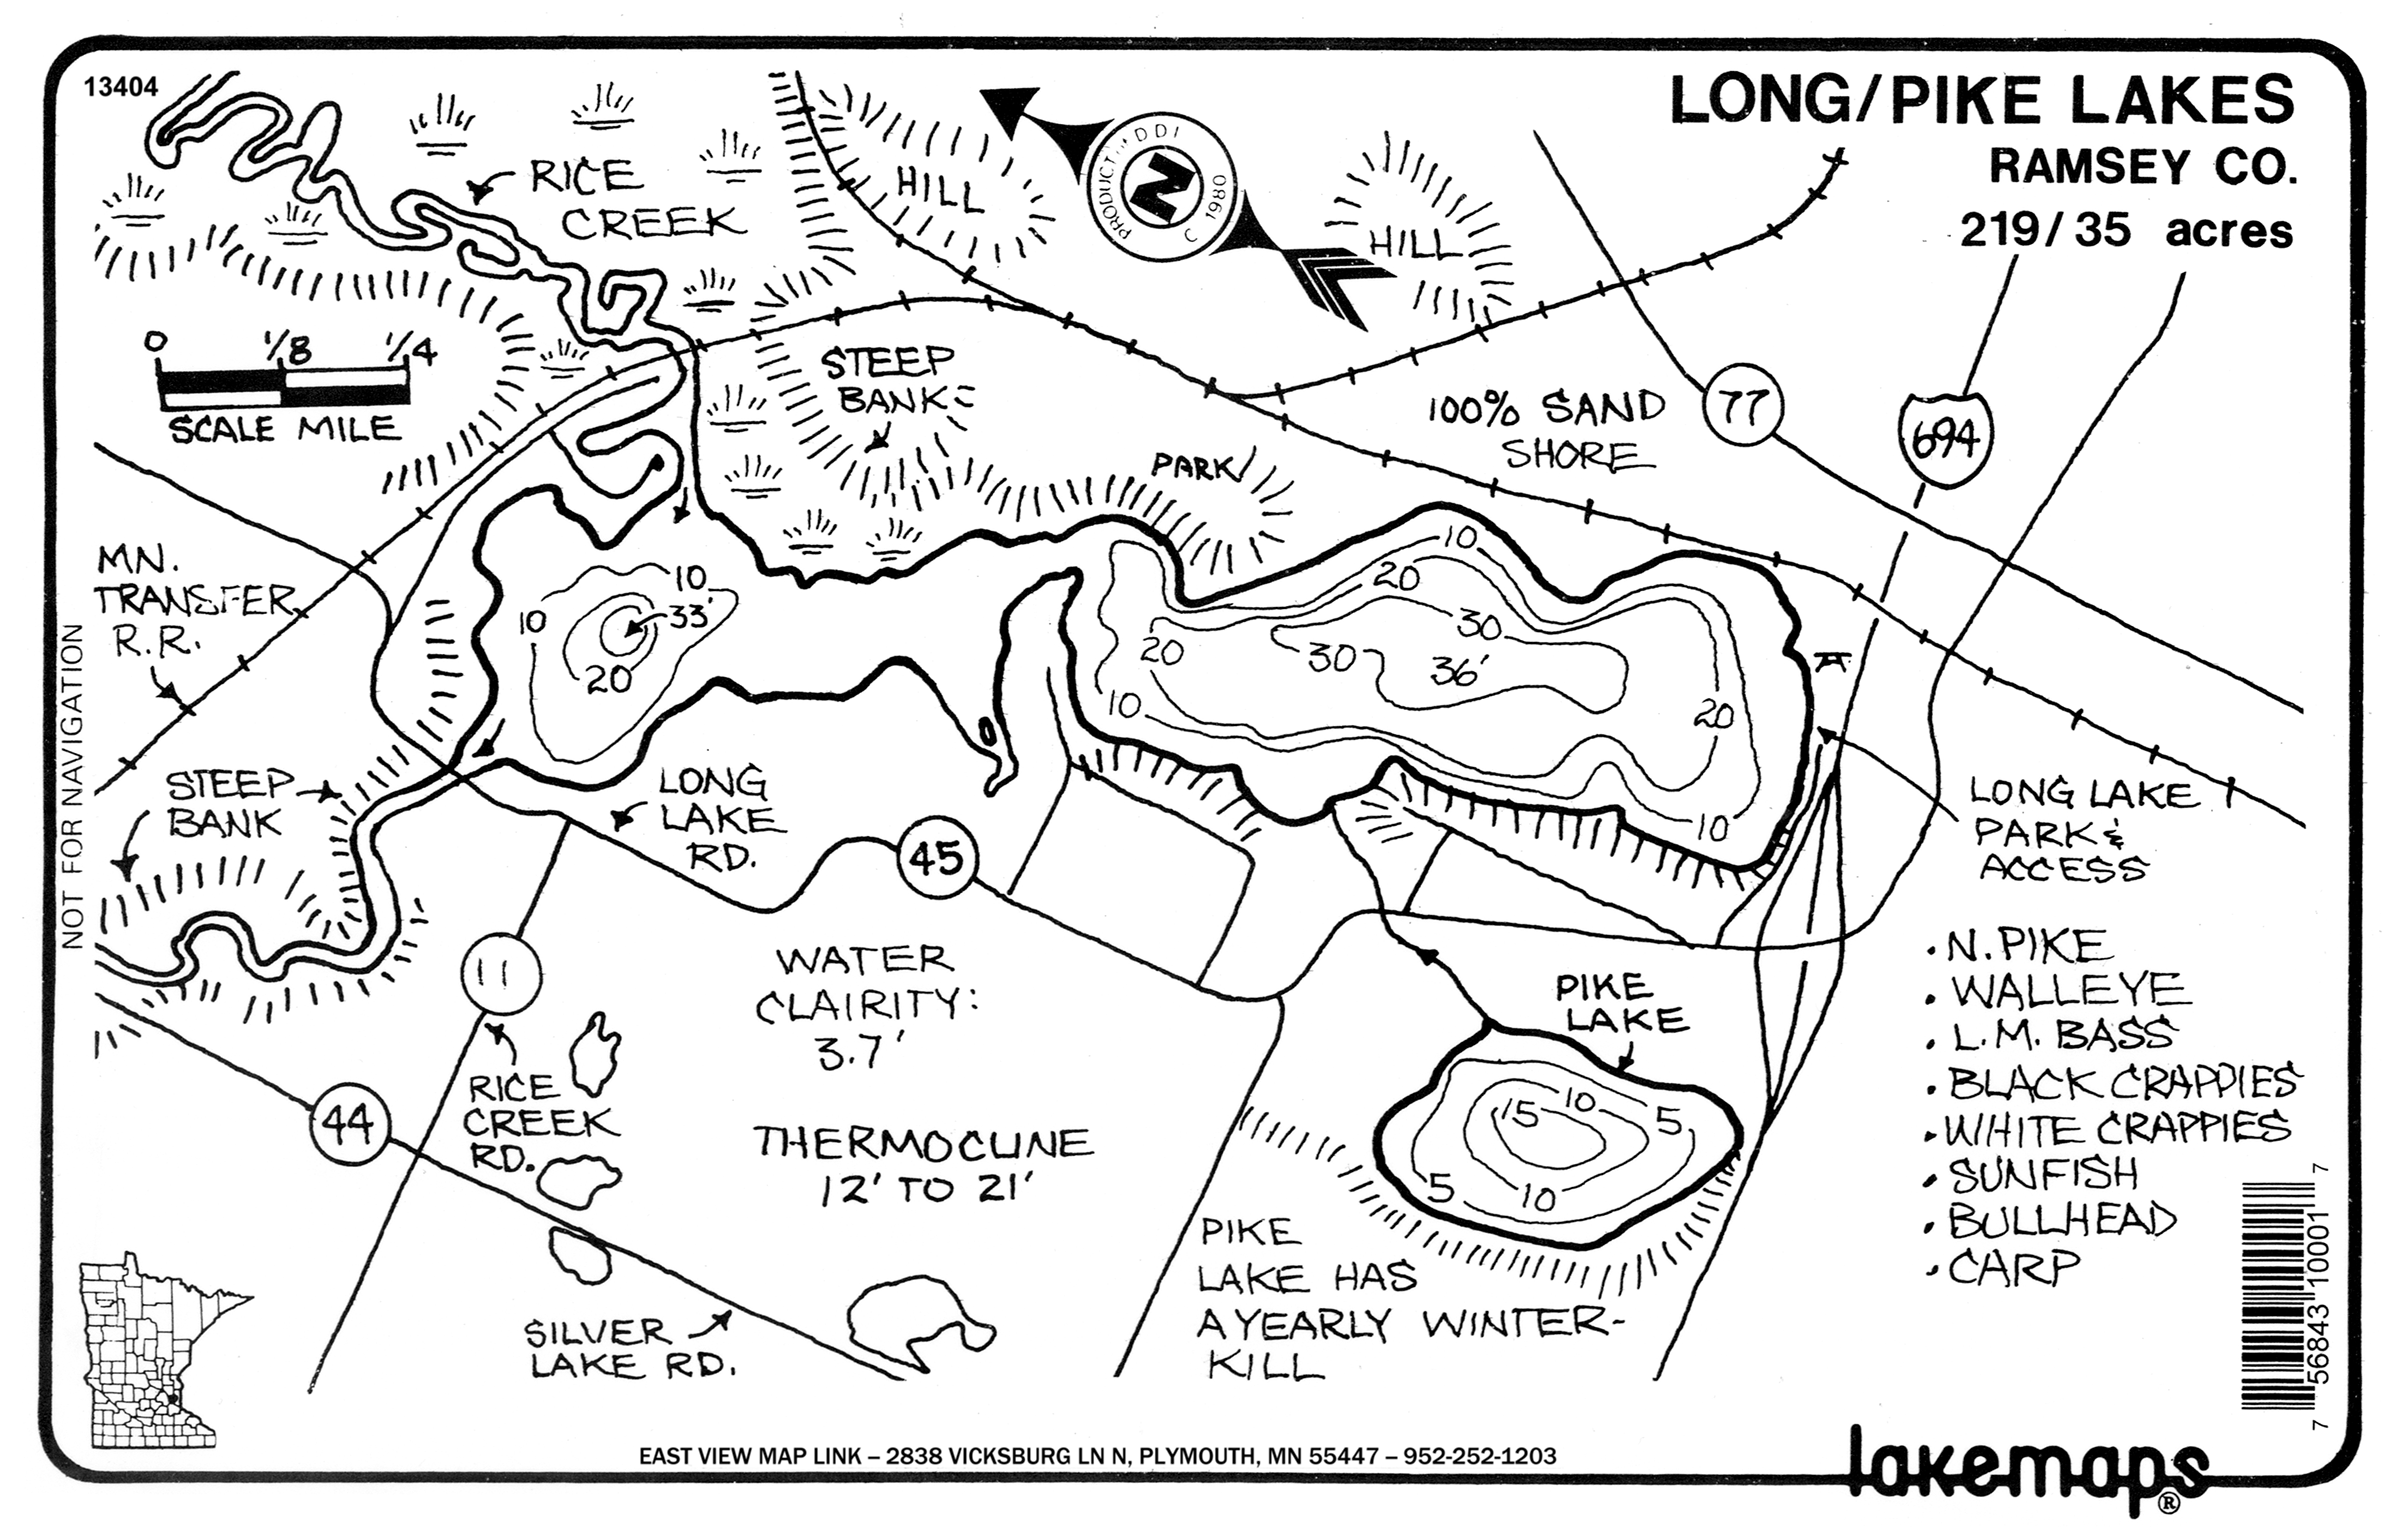 13404
LONG/PIKE LAKES
RAMSEY CO.
219/35 acres
RICE
CREEK
HILL
PRODUCT DDI
N
C 1980
HILL
0 1/8 1/4
SCALE MILE
STEEP
BANK
PARK
100% SAND
SHORE
77
694
MN.
TRANSFER
R.R.
10
10
33'
20
10
20
30
30
36'
20
10
20
10
NOT FOR NAVIGATION
STEEP
BANK
LONG
LAKE
RD.
45
LONG LAKE
PARK &
ACCESS
11
WATER
CLAIRITY:
3.7'
PIKE
LAKE
• N. PIKE
• WALLEYE
• L.M. BASS
• BLACK CRAPPIES
• WHITE CRAPPIES
• SUNFISH
• BULLHEAD
• CARP
RICE
CREEK
RD.
44
THERMOCLINE
12' TO 21'
15
10
5
5
10
PIKE
LAKE HAS
A YEARLY WINTER-
KILL
SILVER
LAKE RD.
7 56843 10001 7
EAST VIEW MAP LINK – 2838 VICKSBURG LN N, PLYMOUTH, MN 55447 – 952-252-1203
lakemaps®